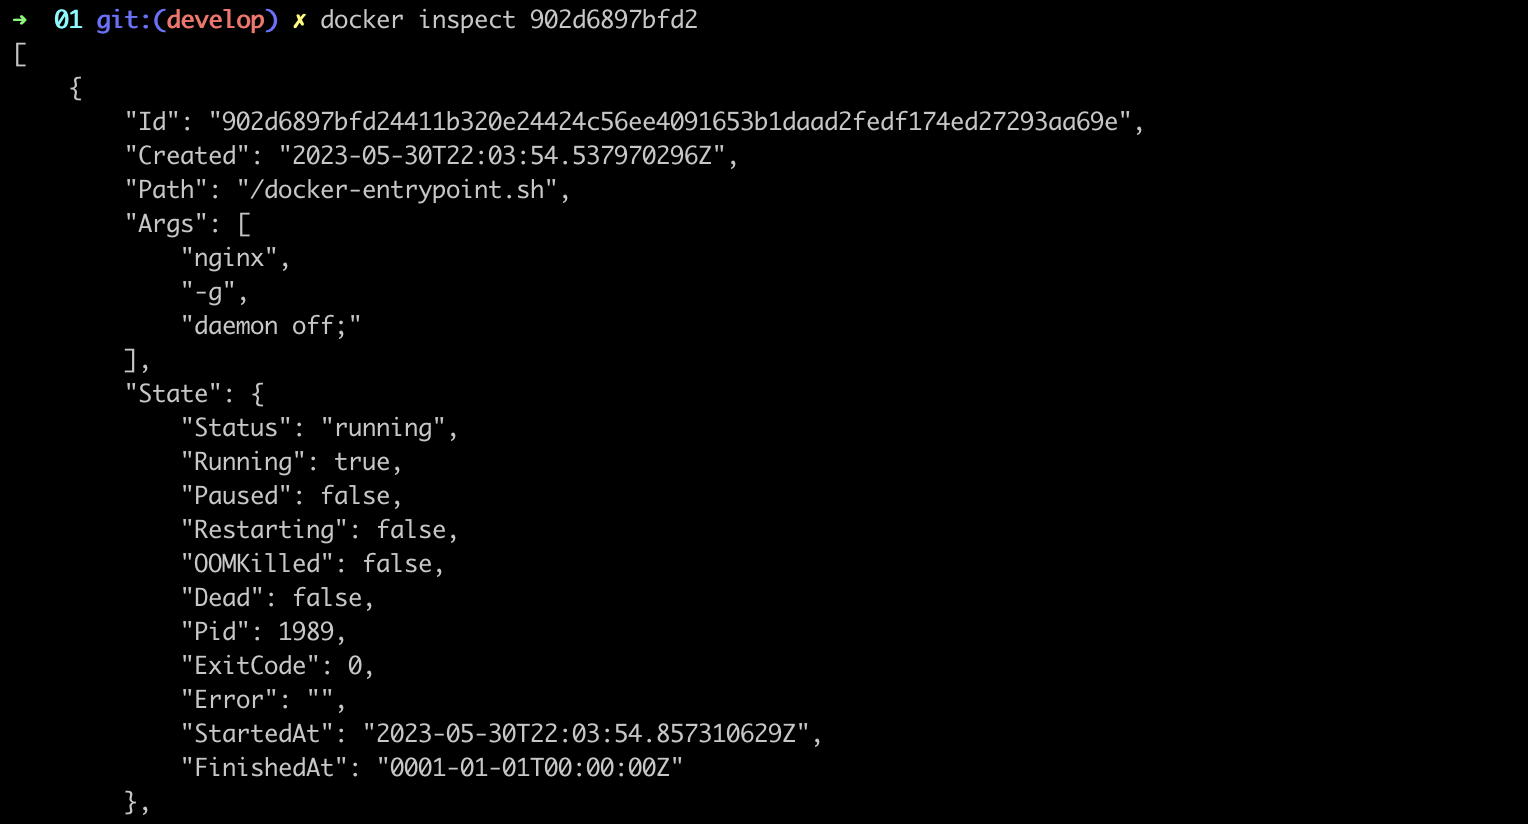 ➜  01 git:(develop) ✗ docker inspect 902d6897bfd2
[
    {
        "Id": "902d6897bfd24411b320e24424c56ee4091653b1daad2fedf174ed27293aa69e",
        "Created": "2023-05-30T22:03:54.537970296Z",
        "Path": "/docker-entrypoint.sh",
        "Args": [
            "nginx",
            "-g",
            "daemon off;"
        ],
        "State": {
            "Status": "running",
            "Running": true,
            "Paused": false,
            "Restarting": false,
            "OOMKilled": false,
            "Dead": false,
            "Pid": 1989,
            "ExitCode": 0,
            "Error": "",
            "StartedAt": "2023-05-30T22:03:54.857310629Z",
            "FinishedAt": "0001-01-01T00:00:00Z"
        },